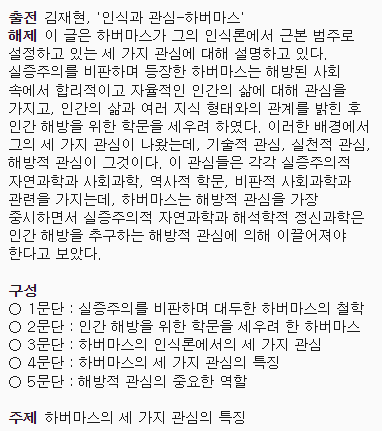 출전 김재현, '인식과 관심-하버마스'
해제 이 글은 하버마스가 그의 인식론에서 근본 범주로
설정하고 있는 세 가지 관심에 대해 설명하고 있다.
실증주의를 비판하며 등장한 하버마스는 해방된 사회
속에서 합리적이고 자율적인 인간의 삶에 대해 관심을
가지고, 인간의 삶과 여러 지식 형태와의 관계를 밝힌 후
인간 해방을 위한 학문을 세우려 하였다. 이러한 배경에서
그의 세 가지 관심이 나왔는데, 기술적 관심, 실천적 관심,
해방적 관심이 그것이다. 이 관심들은 각각 실증주의적
자연과학과 사회과학, 역사적 학문, 비판적 사회과학과
관련을 가지는데, 하버마스는 해방적 관심을 가장
중시하면서 실증주의적 자연과학과 해석학적 정신과학은
인간 해방을 추구하는 해방적 관심에 의해 이끌어져야
한다고 보았다.
구성
○ 1문단 : 실증주의를 비판하며 대두한 하버마스의 철학
○ 2문단 : 인간 해방을 위한 학문을 세우려 한 하버마스
○ 3문단 : 하버마스의 인식론에서의 세 가지 관심
○ 4문단 : 하버마스의 세 가지 관심의 특징
○ 5문단 : 해방적 관심의 중요한 역할
주제 하버마스의 세 가지 관심의 특징